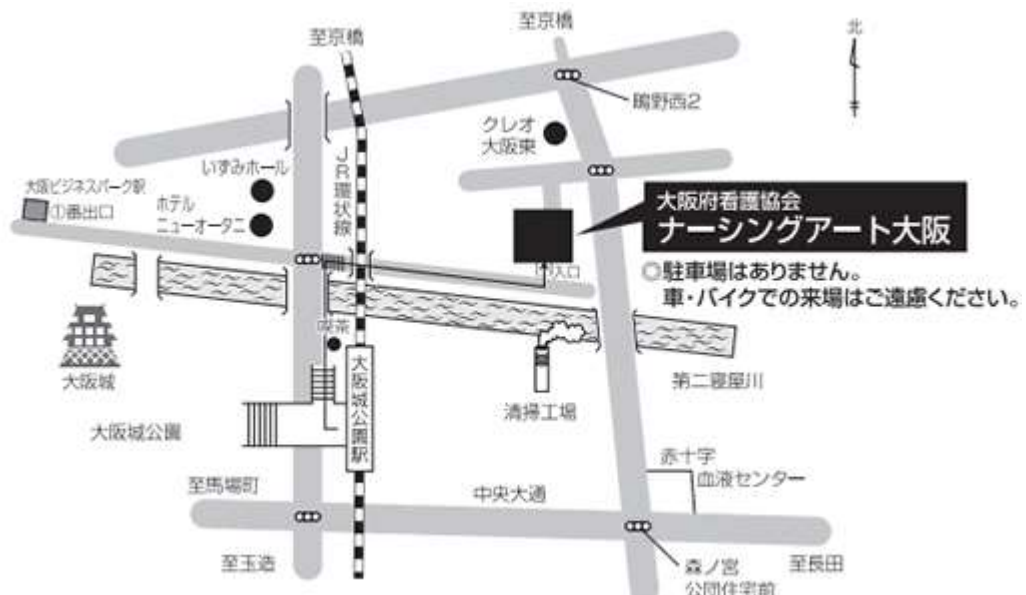 至京橋
至京橋
北
鴫野西2
クレオ
大阪東
いずみホール
JR環状線
大阪ビジネスパーク駅
①番出口
ホテル
ニューオータニ
大阪府看護協会
ナーシングアート大阪
入口
◎駐車場はありません。
車・バイクでの来場はご遠慮ください。
喫茶
大阪城
大阪城公園駅
清掃工場
第二寝屋川
大阪城公園
赤十字
血液センター
至馬場町
中央大通
至玉造
森ノ宮
公団住宅前
至長田